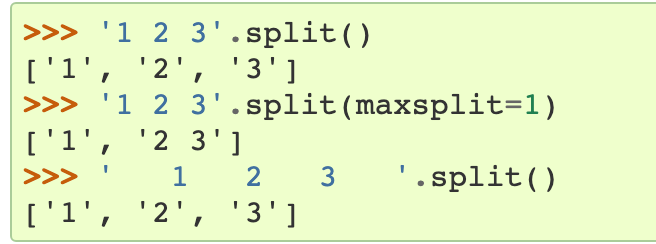 >>> '1 2 3'.split()
['1', '2', '3']
>>> '1 2 3'.split(maxsplit=1)
['1', '2 3']
>>> '   1   2   3   '.split()
['1', '2', '3']